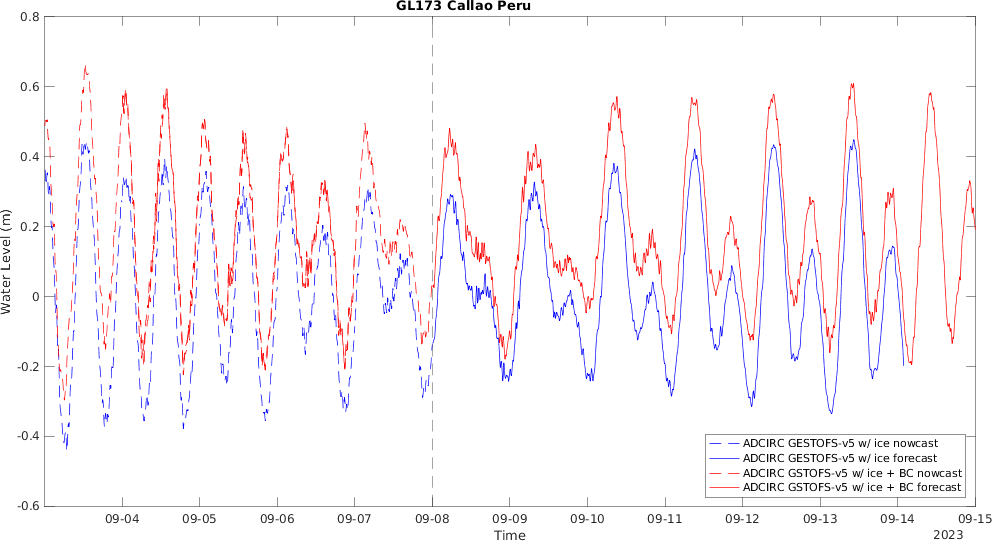 GL173 Callao Peru
0.8
0.6
0.4
0.2
0
-0.2
-0.4
-0.6
Water Level (m)
ADCIRC GESTOFS-v5 w/ ice nowcast
ADCIRC GESTOFS-v5 w/ ice forecast
ADCIRC GSTOFS-v5 w/ ice + BC nowcast
ADCIRC GSTOFS-v5 w/ ice + BC forecast
09-04 09-05 09-06 09-07 09-08 09-09 09-10 09-11 09-12 09-13 09-14 09-15
Time
2023